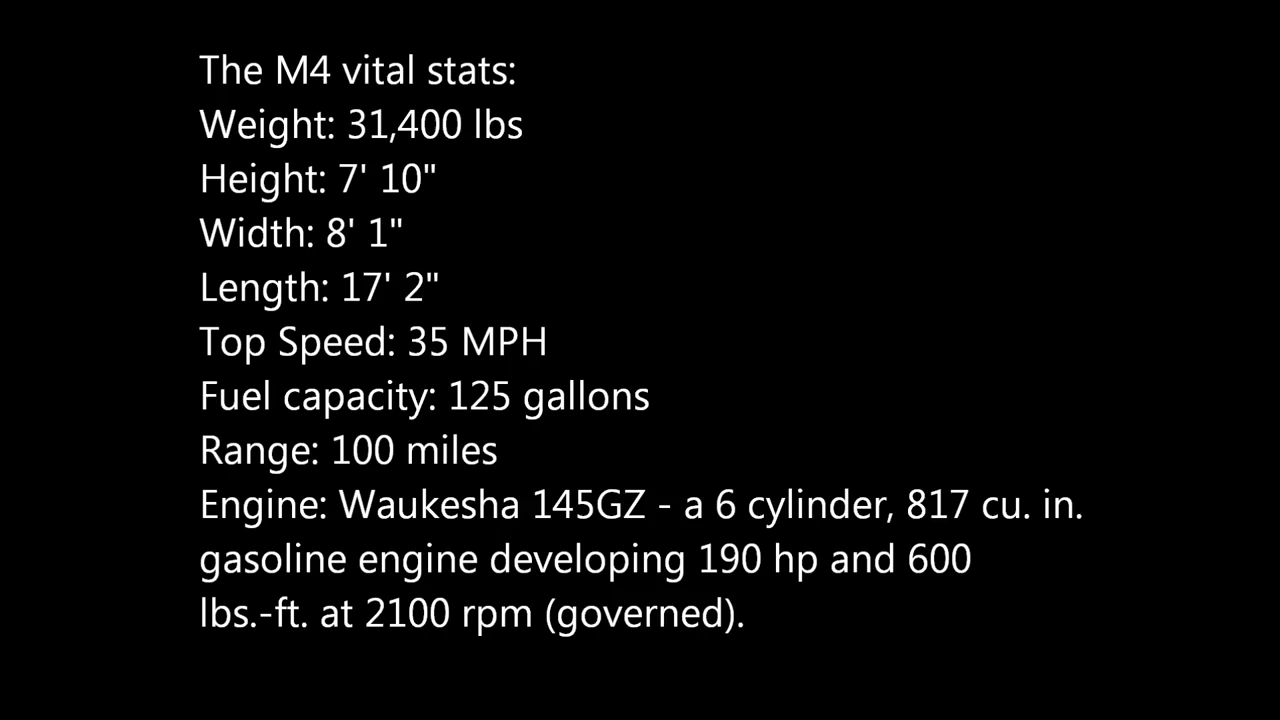 The M4 vital stats:
Weight: 31,400 lbs
Height: 7' 10"
Width: 8' 1"
Length: 17' 2"
Top Speed: 35 MPH
Fuel capacity: 125 gallons
Range: 100 miles
Engine: Waukesha 145GZ - a 6 cylinder, 817 cu. in.
gasoline engine developing 190 hp and 600
lbs.-ft. at 2100 rpm (governed).